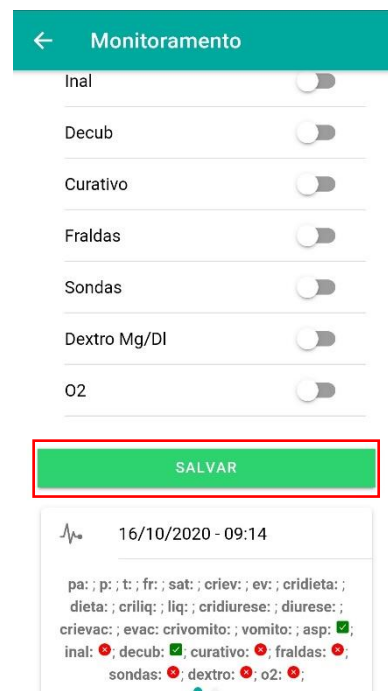 Monitoramento
Inal
Decub
Curativo
Fraldas
Sondas
Dextro Mg/Dl
O2
SALVAR
16/10/2020 - 09:14
pa: ; p: ; t: ; fr: ; sat: ; criev: ; ev: ; cridieta: ;
dieta: ; criliq: ; liq: ; cridiurese: ; diurese: ;
crievac: ; evac: crivomito: ; vomito: ; asp: ✅;
inal: ❌; decub: ✅; curativo: ❌; fraldas: ❌;
sondas: ❌; dextro: ❌; o2: ❌;